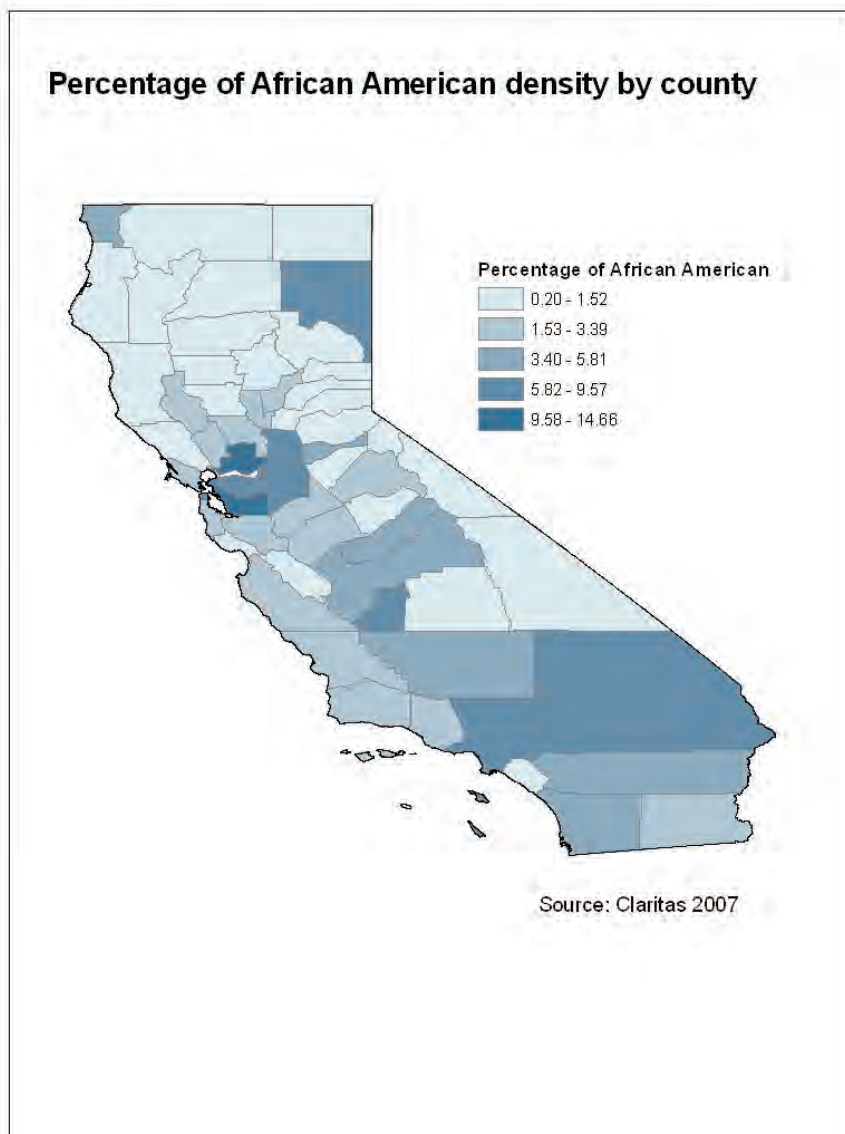 Percentage of African American density by county
Percentage of African American
0.20 - 1.52
1.53 - 3.39
3.40 - 5.81
5.82 - 9.57
9.58 - 14.66
Source: Claritas 2007